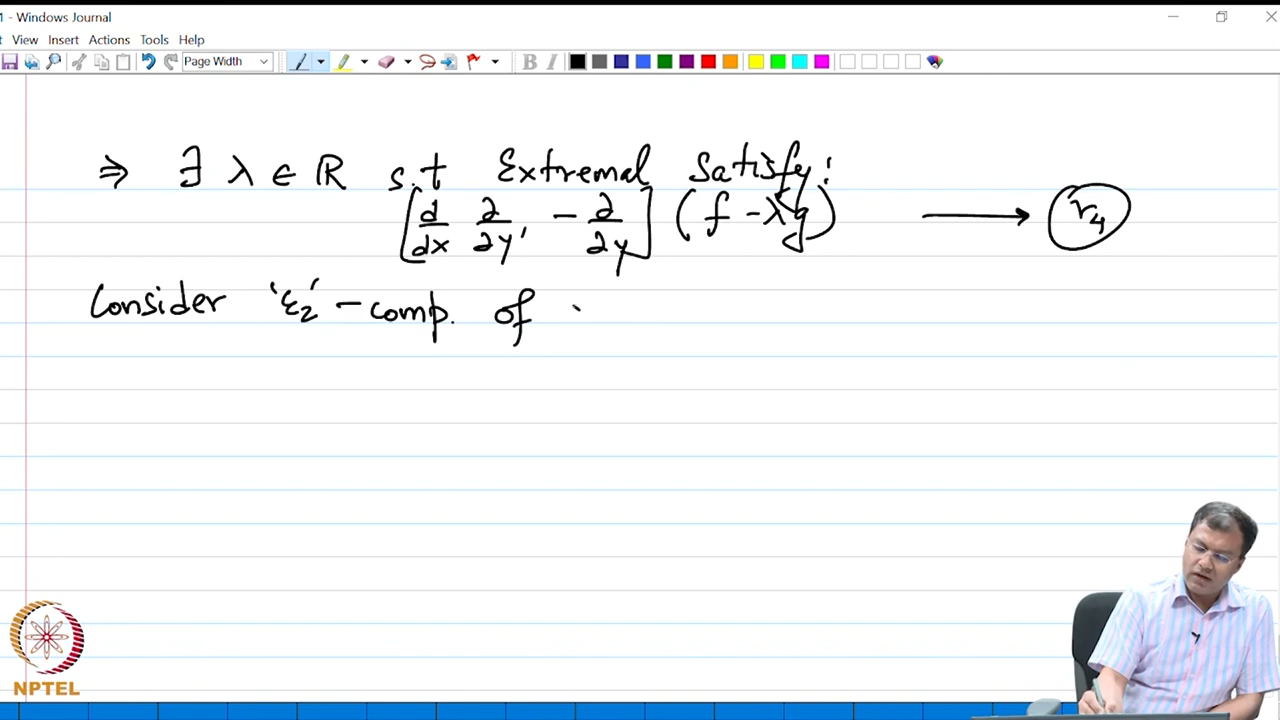 1 - Windows Journal
t View Insert Actions Tools Help
Page Width
B I
⇒ ∃ λ ∈ ℝ s.t Extremal Satisfy:
[d/dx ∂/∂y' - ∂/∂y] (f - λg) ⟶ r₄
Consider 'ε₂' - comp. of
NPTEL